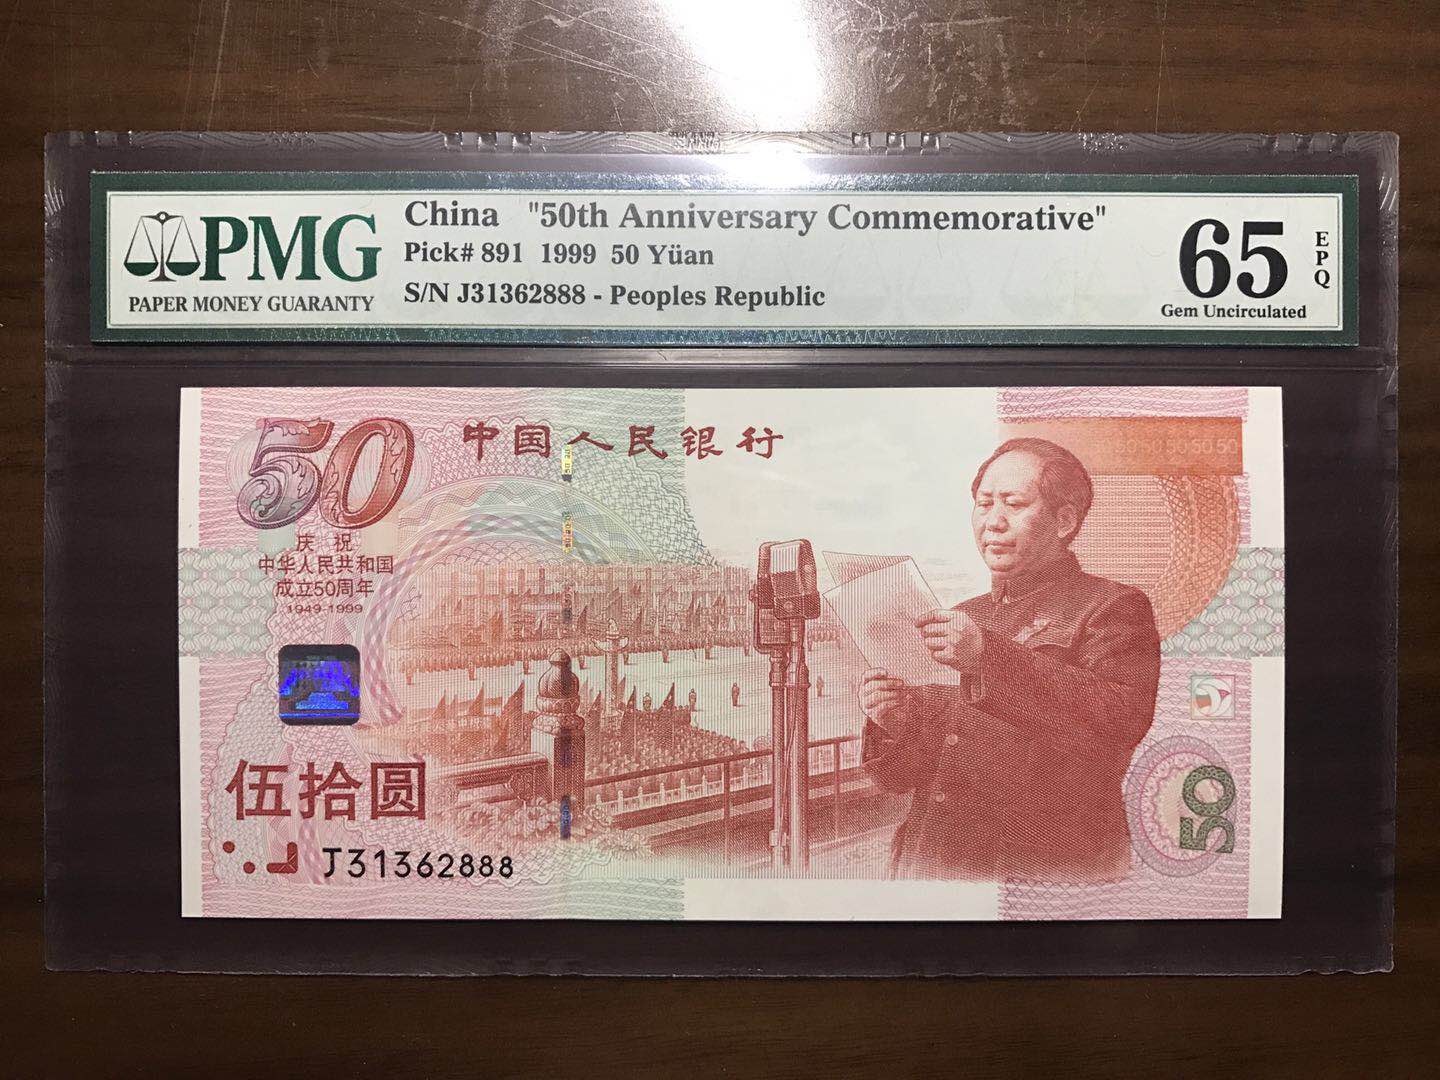 PMG
PAPER MONEY GUARANTY
China "50th Anniversary Commemorative"
Pick# 891 1999 50 Yüan
S/N J31362888 - Peoples Republic
65
EPQ
Gem Uncirculated
50
中国人民银行
庆祝
中华人民共和国
成立50周年
1949-1999
伍拾圆
J31362888
50